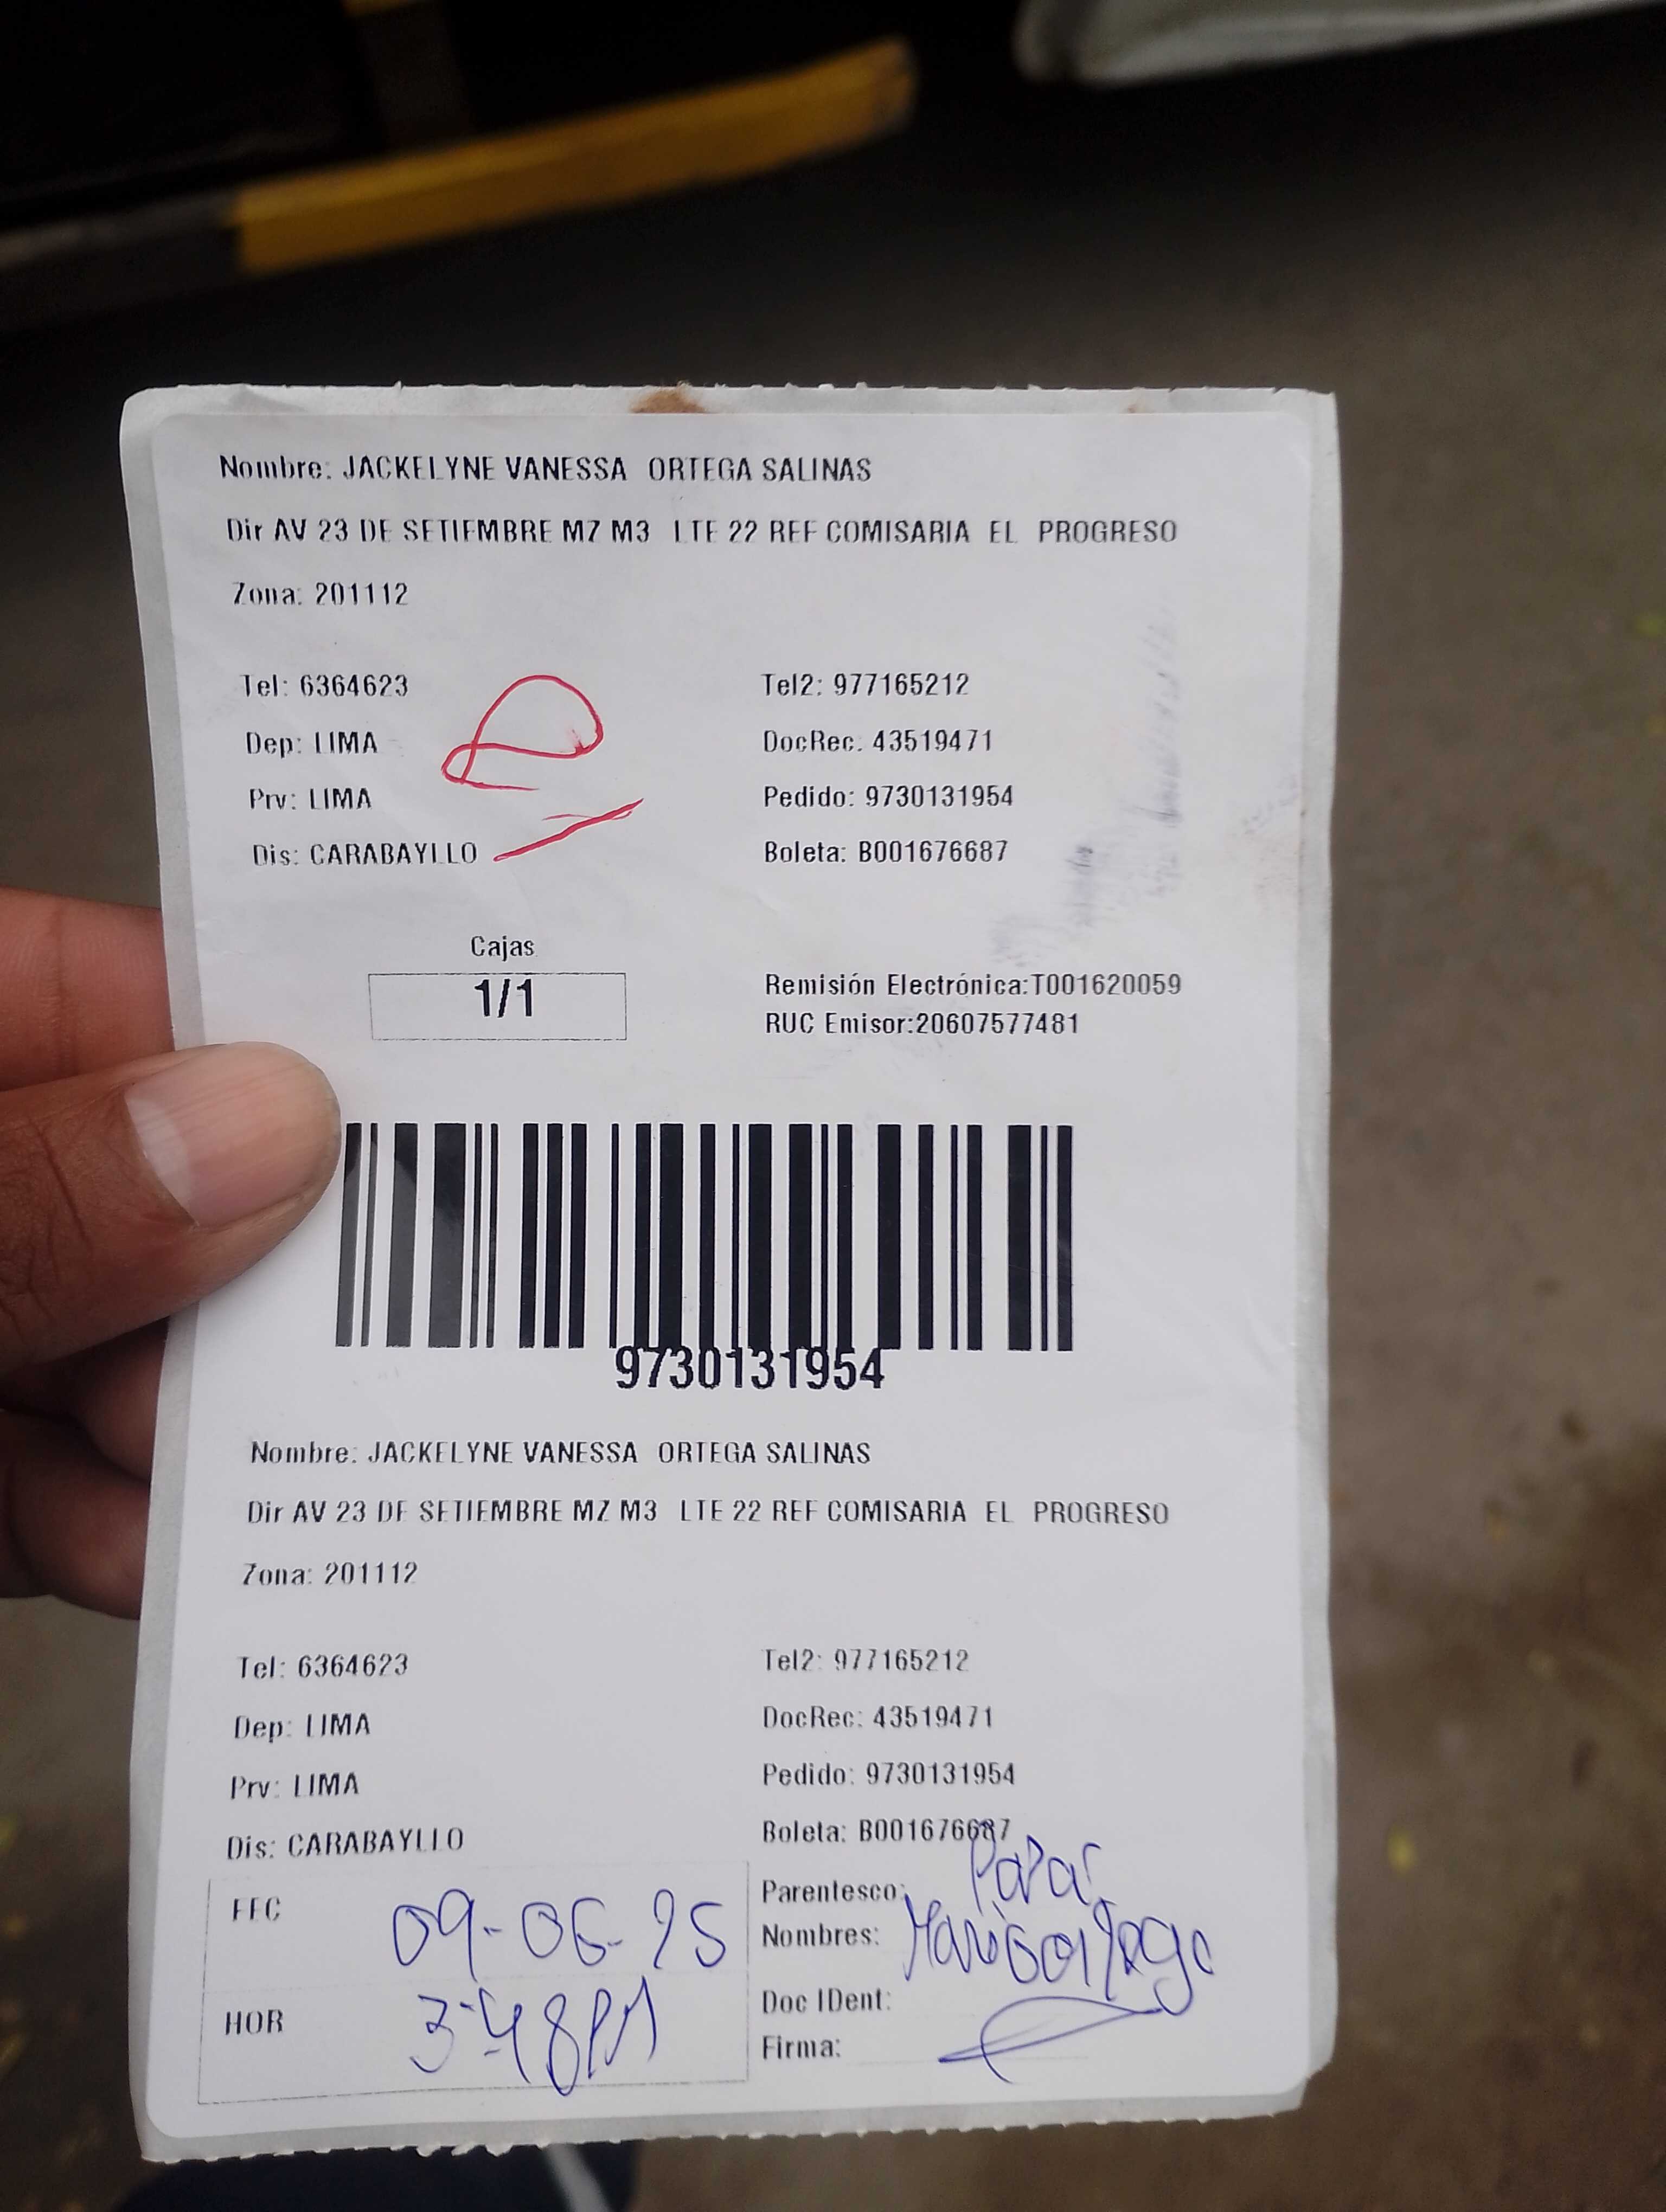 Nombre: JACKELYNE VANESSA ORTEGA SALINAS
Dir AV 23 DE SETIEMBRE MZ M3 LTE 22 REF COMISARIA EL PROGRESO
Zona: 201112
Tel: 6364623 Tel2: 977165212
Dep: LIMA DocRec: 43519471
Prv: LIMA Pedido: 9730131954
Dis: CARABAYLLO Boleta: B001676687
Cajas
1/1
Remisión Electrónica:T001620059
RUC Emisor:20607577481
9730131954
Nombre: JACKELYNE VANESSA ORTEGA SALINAS
Dir AV 23 DE SETIEMBRE MZ M3 LTE 22 REF COMISARIA EL PROGRESO
Zona: 201112
Tel: 6364623 Tel2: 977165212
Dep: LIMA DocRec: 43519471
Prv: LIMA Pedido: 9730131954
Dis: CARABAYLLO Boleta: B001676687
FEC 09-06-25
Parentesco: Papa
Nombres:
HOR 3:48PM
Doc IDent:
Firma: